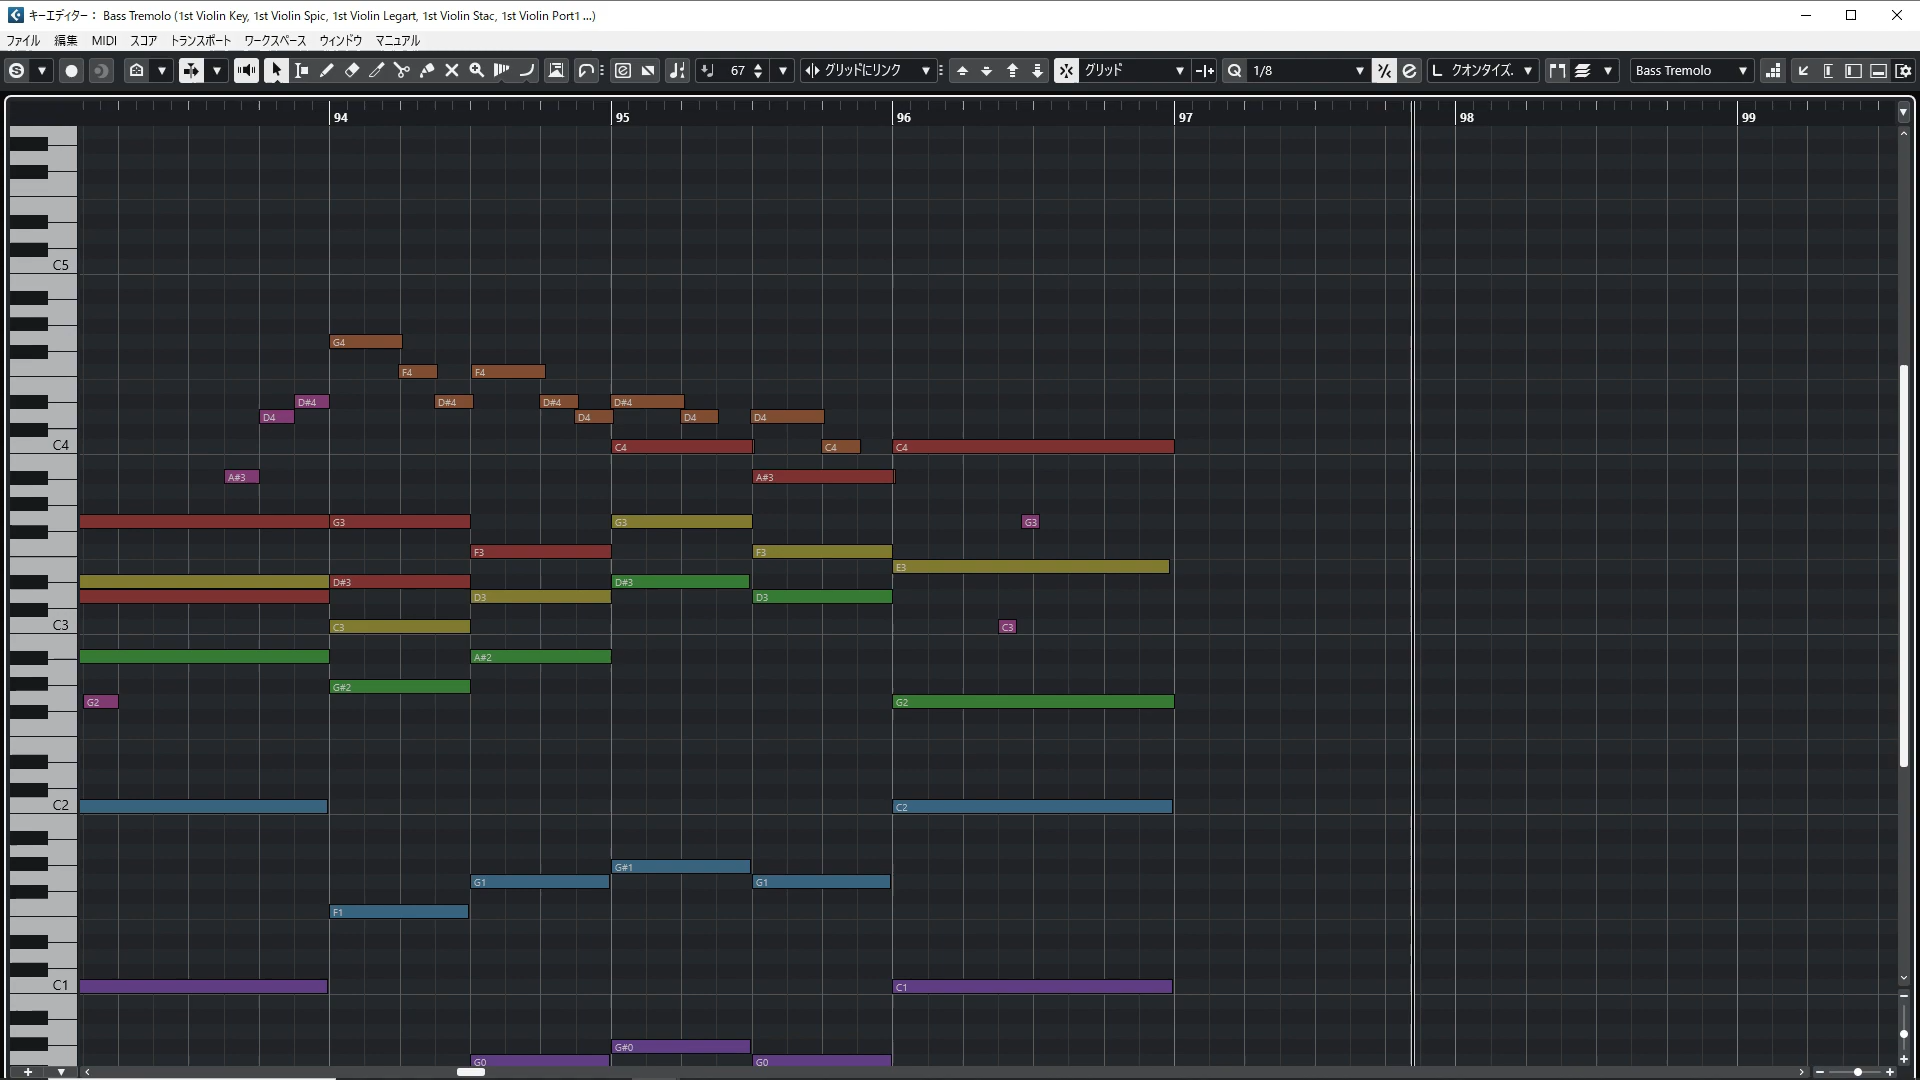 キーエディター： Bass Tremolo (1st Violin Key, 1st Violin Spic, 1st Violin Legart, 1st Violin Stac, 1st Violin Port1 ...)
ファイル 編集 MIDI スコア トランスポート ワークスペース ウィンドウ マニュアル
S 67 グリッドにリンク グリッド Q 1/8 L クオンタイズ. Bass Tremolo
94 95 96 97 98 99
C5
G4
F4 F4
D#4 D#4 D#4 D#4
D4 D4 D4 D4
C4 C4 C4 C4
A#3 A#3
G3 G3 G3
F3 F3
E3
D#3 D#3
D3 D3
C3 C3 C3
A#2
G#2
G2 G2
C2 C2
G#1
G1 G1
F1
C1 C1
G#0
G0 G0